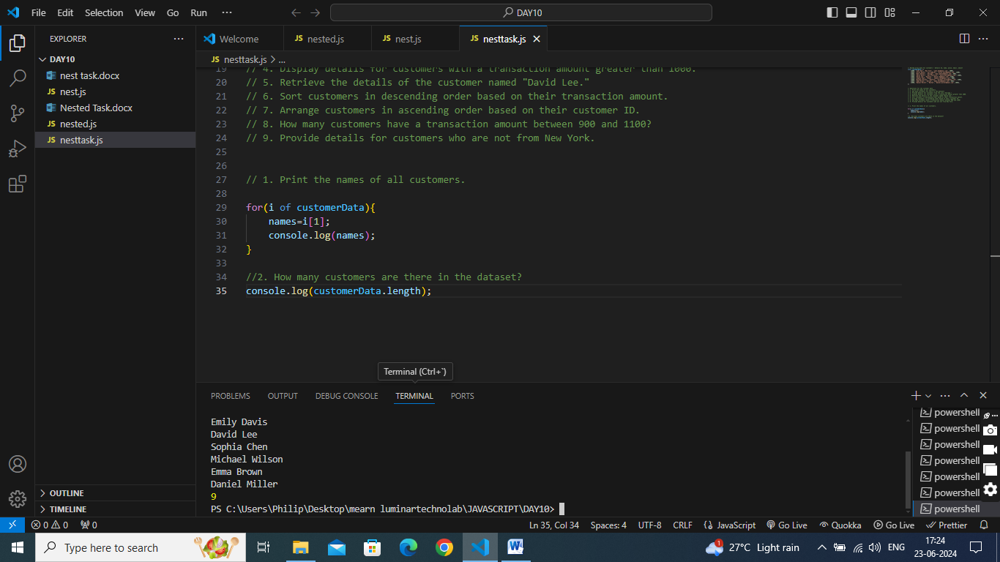 File Edit Selection View Go Run ··· DAY10
EXPLORER ···
DAY10
nest task.docx
JS nest.js
Nested Task.docx
JS nested.js
JS nesttask.js
OUTLINE
TIMELINE
Welcome JS nested.js JS nest.js JS nesttask.js
JS nesttask.js > ...
19 // 4. Display details for customers with a transaction amount greater than 1000.
20 // 5. Retrieve the details of the customer named "David Lee."
21 // 6. Sort customers in descending order based on their transaction amount.
22 // 7. Arrange customers in ascending order based on their customer ID.
23 // 8. How many customers have a transaction amount between 900 and 1100?
24 // 9. Provide details for customers who are not from New York.
25
26
27 // 1. Print the names of all customers.
28
29 for(i of customerData){
30 names=i[1];
31 console.log(names);
32 }
33
34 //2. How many customers are there in the dataset?
35 console.log(customerData.length);
Terminal (Ctrl+`)
PROBLEMS OUTPUT DEBUG CONSOLE TERMINAL PORTS
Emily Davis
David Lee
Sophia Chen
Michael Wilson
Emma Brown
Daniel Miller
9
PS C:\Users\Philip\Desktop\mearn luminartechnolab\JAVASCRIPT\DAY10>
powershell
powershell
powershell
powershell
powershell
powershell
powershell
0 0 0 Ln 35, Col 34 Spaces: 4 UTF-8 CRLF {} JavaScript Go Live Quokka Go Live Prettier
Type here to search 1 27°C Light rain ENG 17:24
23-06-2024